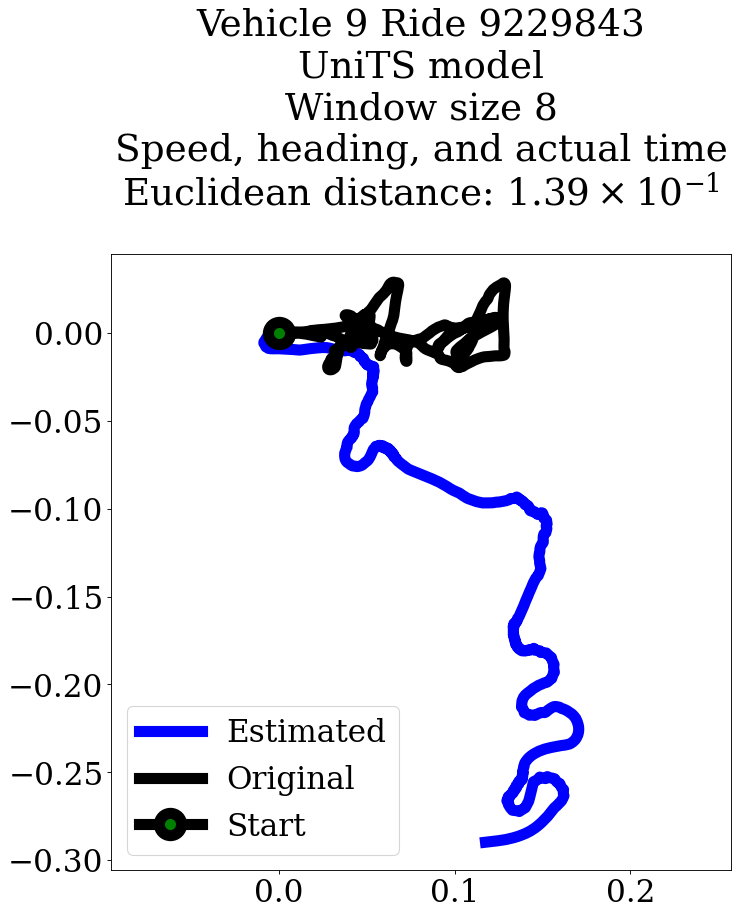 Vehicle 9 Ride 9229843
UniTS model
Window size 8
Speed, heading, and actual time
Euclidean distance: 1.39 × 10⁻¹
0.00
−0.05
−0.10
−0.15
−0.20
−0.25
−0.30
Estimated
Original
Start
0.0
0.1
0.2